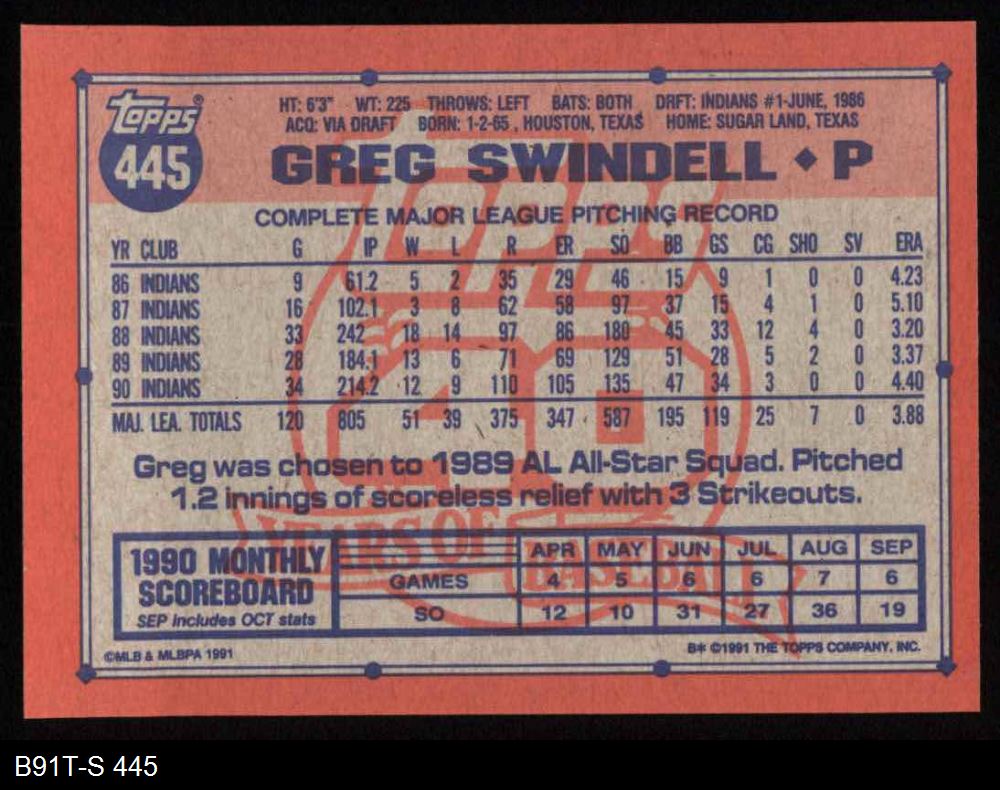 topps®
445
HT: 6'3" WT: 225 THROWS: LEFT BATS: BOTH DRFT: INDIANS #1-JUNE, 1986
ACQ: VIA DRAFT BORN: 1-2-65, HOUSTON, TEXAS HOME: SUGAR LAND, TEXAS
GREG SWINDELL ♦ P
COMPLETE MAJOR LEAGUE PITCHING RECORD
YR CLUB G IP W L R ER SO BB GS CG SHO SV ERA
86 INDIANS 9 61.2 5 2 35 29 46 15 9 1 0 0 4.23
87 INDIANS 16 102.1 3 8 62 58 97 37 15 4 1 0 5.10
88 INDIANS 33 242 18 14 97 86 180 45 33 12 4 0 3.20
89 INDIANS 28 184.1 13 6 71 69 129 51 28 5 2 0 3.37
90 INDIANS 34 214.2 12 9 110 105 135 47 34 3 0 0 4.40
MAJ. LEA. TOTALS 120 805 51 39 375 347 587 195 119 25 7 0 3.88
Greg was chosen to 1989 AL All-Star Squad. Pitched
1.2 innings of scoreless relief with 3 Strikeouts.
Topps
40
YEARS OF
BASEBALL
1990 MONTHLY
SCOREBOARD
SEP includes OCT stats
APR MAY JUN JUL AUG SEP
GAMES 4 5 6 6 7 6
SO 12 10 31 27 36 19
©MLB & MLBPA 1991
B* ©1991 THE TOPPS COMPANY, INC.
B91T-S 445